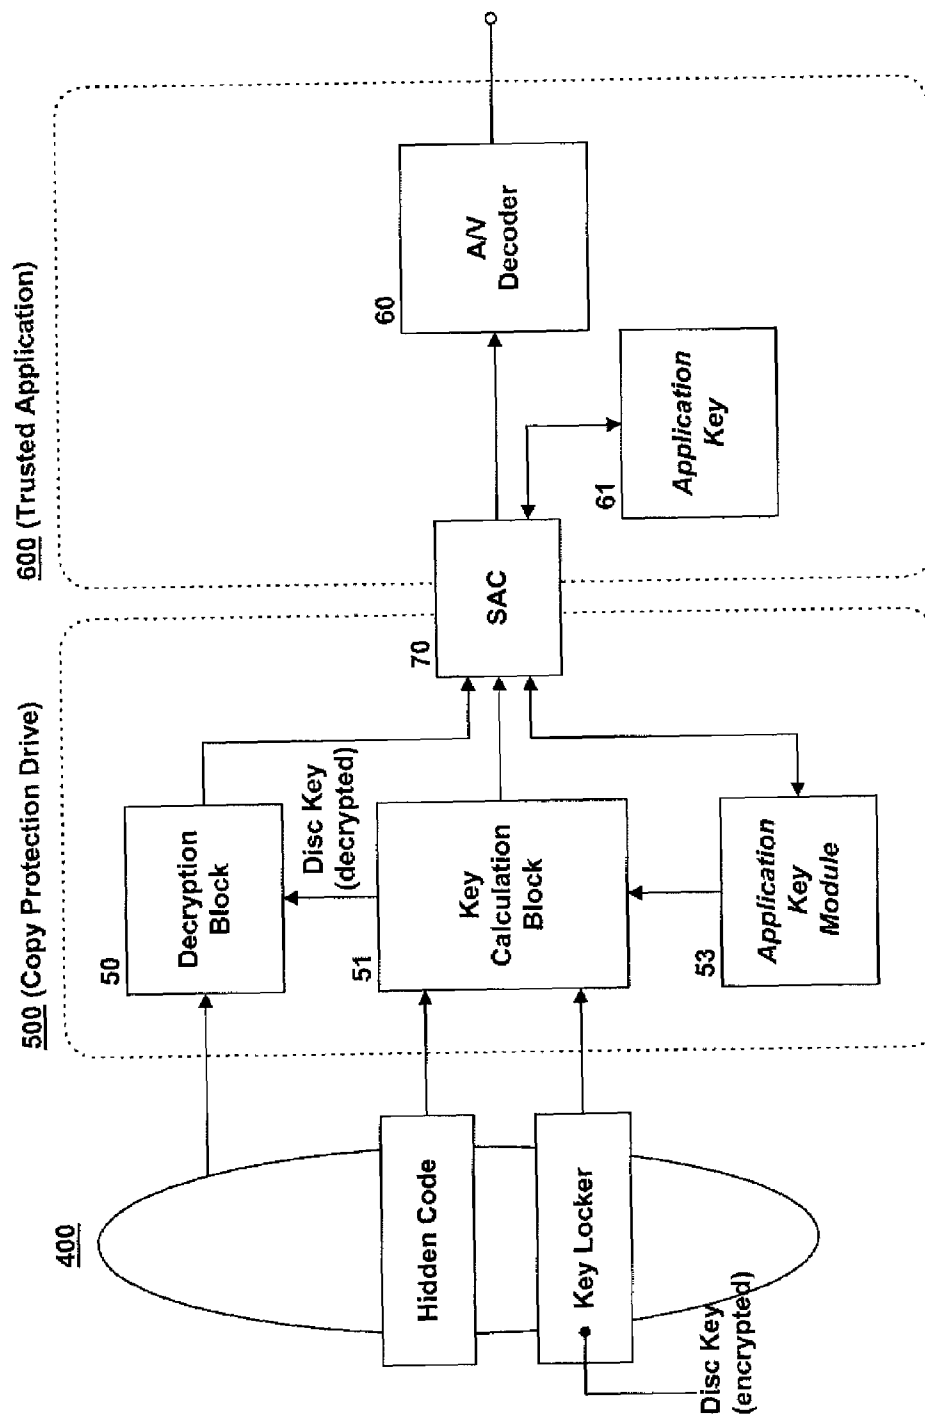 400
Hidden Code
Key Locker
Disc Key
(encrypted)
500 (Copy Protection Drive)
50
Decryption
Block
Disc Key
(decrypted)
51
Key
Calculation
Block
53
Application
Key
Module
70
SAC
600 (Trusted Application)
60
A/V
Decoder
61
Application
Key